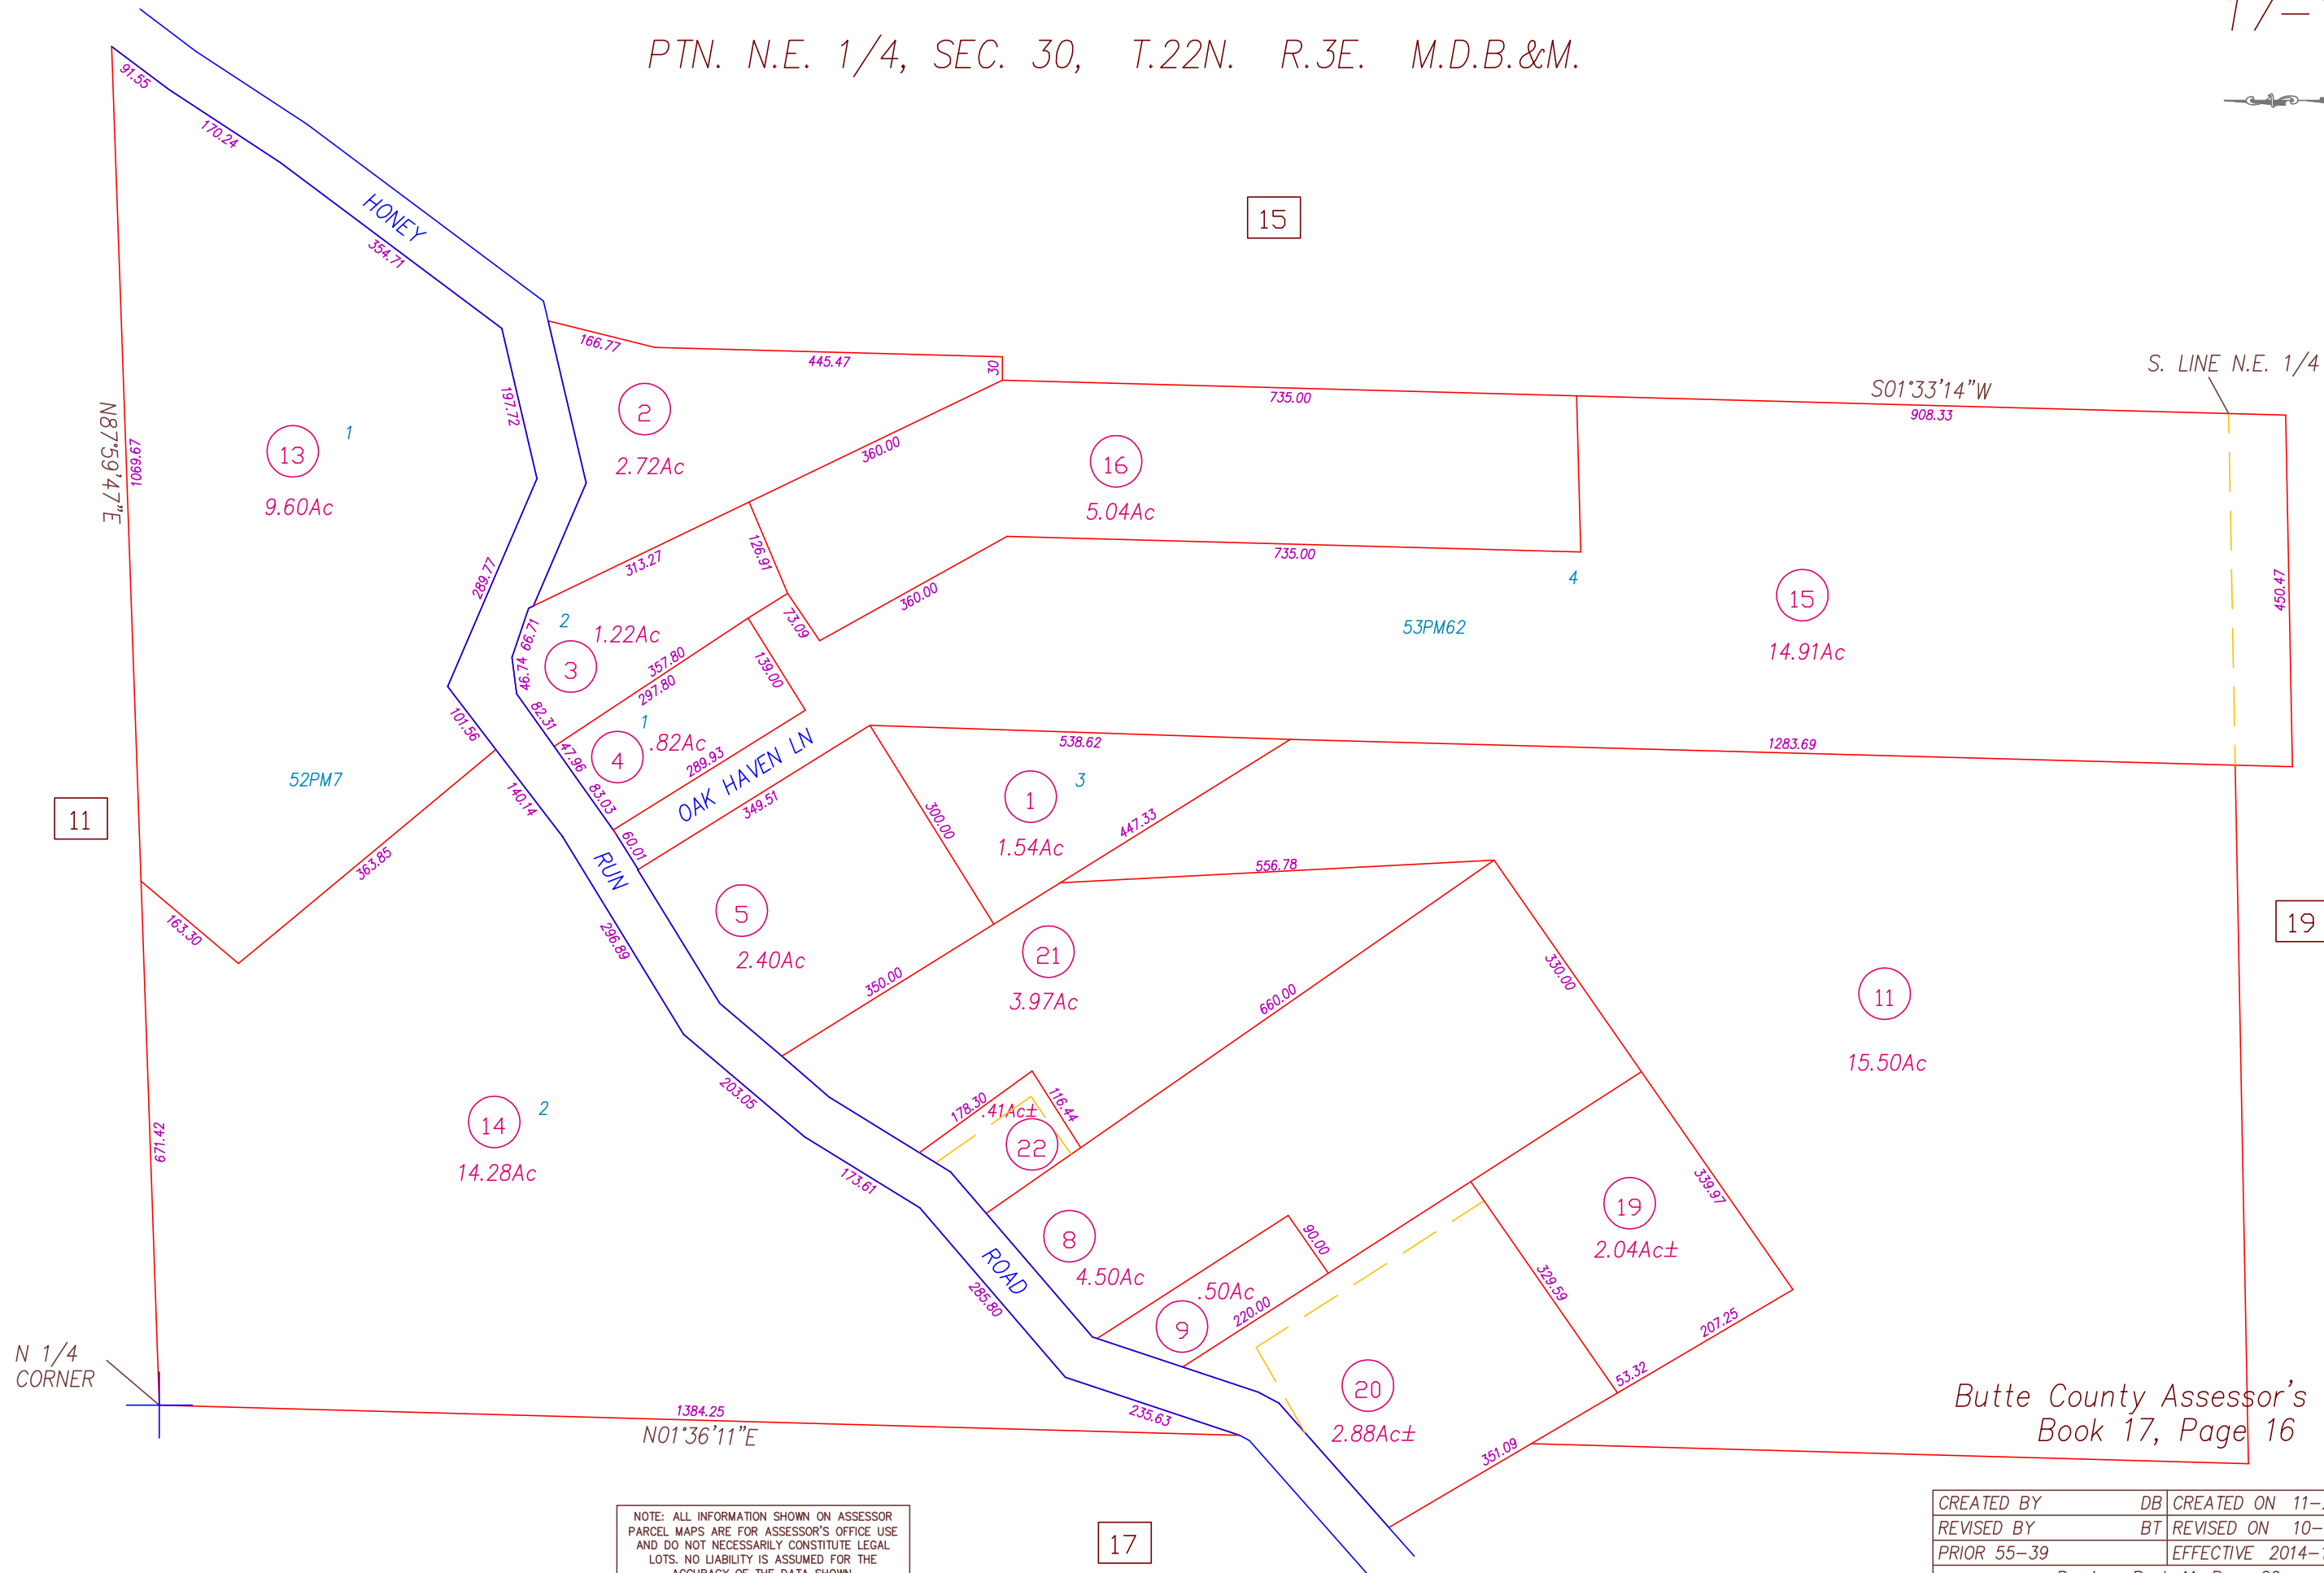 PTN. N.E. 1/4, SEC. 30, T.22N. R.3E. M.D.B.&M.
15
91.55
170.24
HONEY
354.71
197.72
N87°59'47"E
1069.67
13
1
9.60Ac
166.77
445.47
30
2
2.72Ac
360.00
735.00
16
5.04Ac
735.00
S01°33'14"W
908.33
S. LINE N.E. 1/4
450.47
15
14.91Ac
4
53PM62
289.77
313.27
126.91
73.09
360.00
66.71
46.74
2
1.22Ac
3
357.80
297.80
139.00
82.31
47.96
83.03
1
.82Ac
4
289.93
OAK HAVEN LN
349.51
60.01
101.56
140.14
52PM7
11
363.85
163.30
RUN
538.62
1283.69
1
3
1.54Ac
300.00
447.33
556.78
5
2.40Ac
350.00
21
3.97Ac
660.00
330.00
11
15.50Ac
19
296.89
203.05
173.61
14
2
14.28Ac
671.42
178.30
116.44
.41Ac±
22
8
4.50Ac
ROAD
285.80
90.00
.50Ac
9
220.00
19
2.04Ac±
339.97
329.59
207.25
53.32
20
2.88Ac±
351.09
235.63
N 1/4
CORNER
1384.25
N01°36'11"E
Butte County Assessor's
Book 17, Page 16
NOTE: ALL INFORMATION SHOWN ON ASSESSOR
PARCEL MAPS ARE FOR ASSESSOR'S OFFICE USE
AND DO NOT NECESSARILY CONSTITUTE LEGAL
LOTS. NO LIABILITY IS ASSUMED FOR THE
ACCURACY OF THE DATA SHOWN
17
CREATED BY DB CREATED ON 11-
REVISED BY BT REVISED ON 10-
PRIOR 55-39 EFFECTIVE 2014-